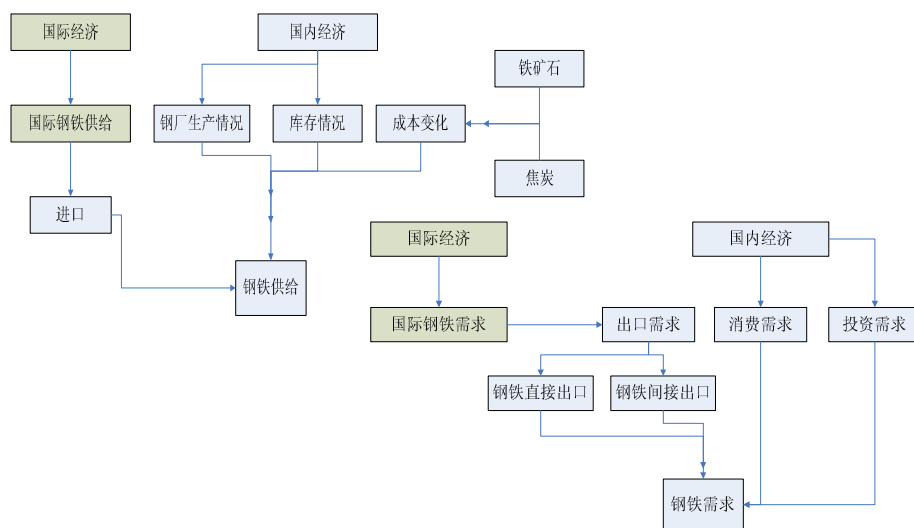 国际经济
国内经济
铁矿石
国际钢铁供给
钢厂生产情况
库存情况
成本变化
焦炭
进口
国际经济
国内经济
钢铁供给
国际钢铁需求
出口需求
消费需求
投资需求
钢铁直接出口
钢铁间接出口
钢铁需求